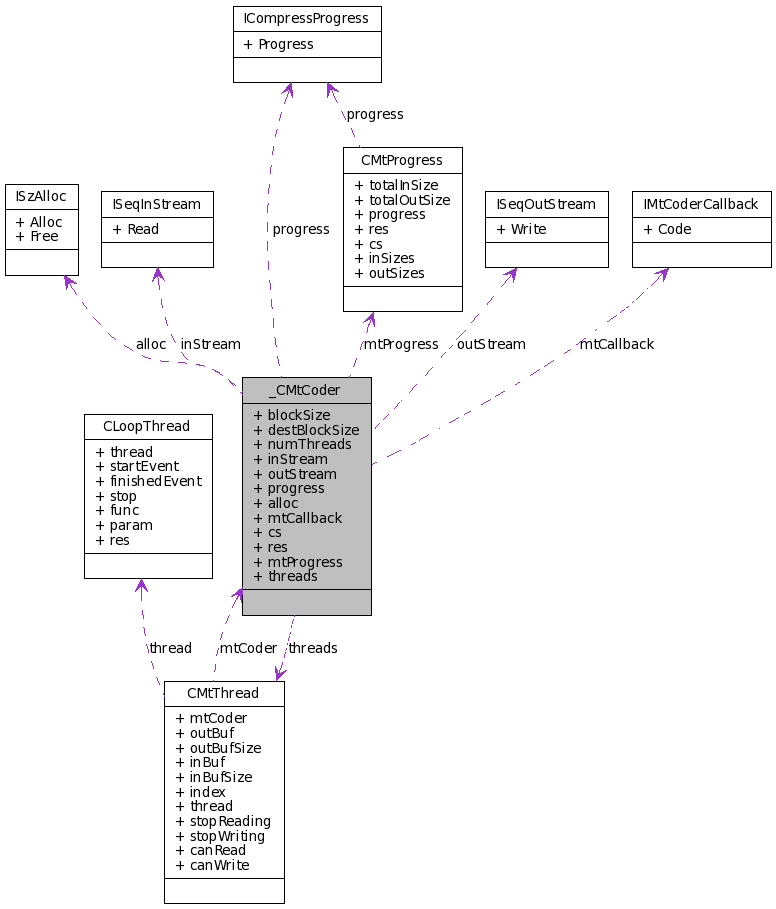 ICompressProgress
+ Progress
progress
CMtProgress
+ totalInSize
+ totalOutSize
+ progress
+ res
+ cs
+ inSizes
+ outSizes
ISzAlloc
+ Alloc
+ Free
ISeqInStream
+ Read
ISeqOutStream
+ Write
IMtCoderCallback
+ Code
progress
alloc
inStream
mtProgress
outStream
mtCallback
_CMtCoder
+ blockSize
+ destBlockSize
+ numThreads
+ inStream
+ outStream
+ progress
+ alloc
+ mtCallback
+ cs
+ res
+ mtProgress
+ threads
CLoopThread
+ thread
+ startEvent
+ finishedEvent
+ stop
+ func
+ param
+ res
thread
mtCoder
threads
CMtThread
+ mtCoder
+ outBuf
+ outBufSize
+ inBuf
+ inBufSize
+ index
+ thread
+ stopReading
+ stopWriting
+ canRead
+ canWrite